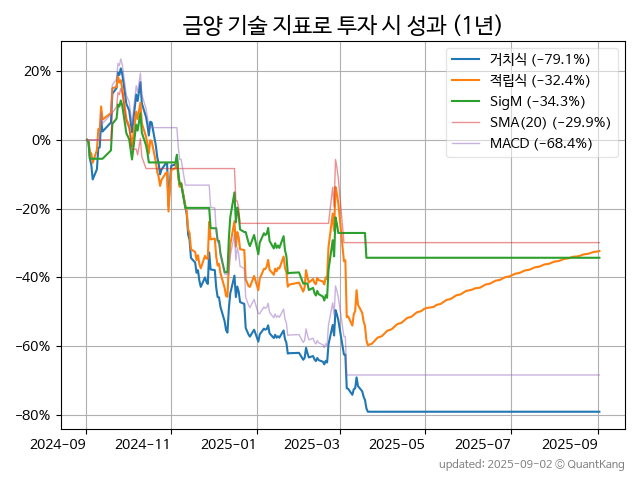 금양 기술 지표로 투자 시 성과 (1년)
거치식 (−79.1%)
적립식 (−32.4%)
SigM (−34.3%)
SMA(20) (−29.9%)
MACD (−68.4%)
20%
0%
−20%
−40%
−60%
−80%
2024-09 2024-11 2025-01 2025-03 2025-05 2025-07 2025-09
updated: 2025-09-02 © QuantKang